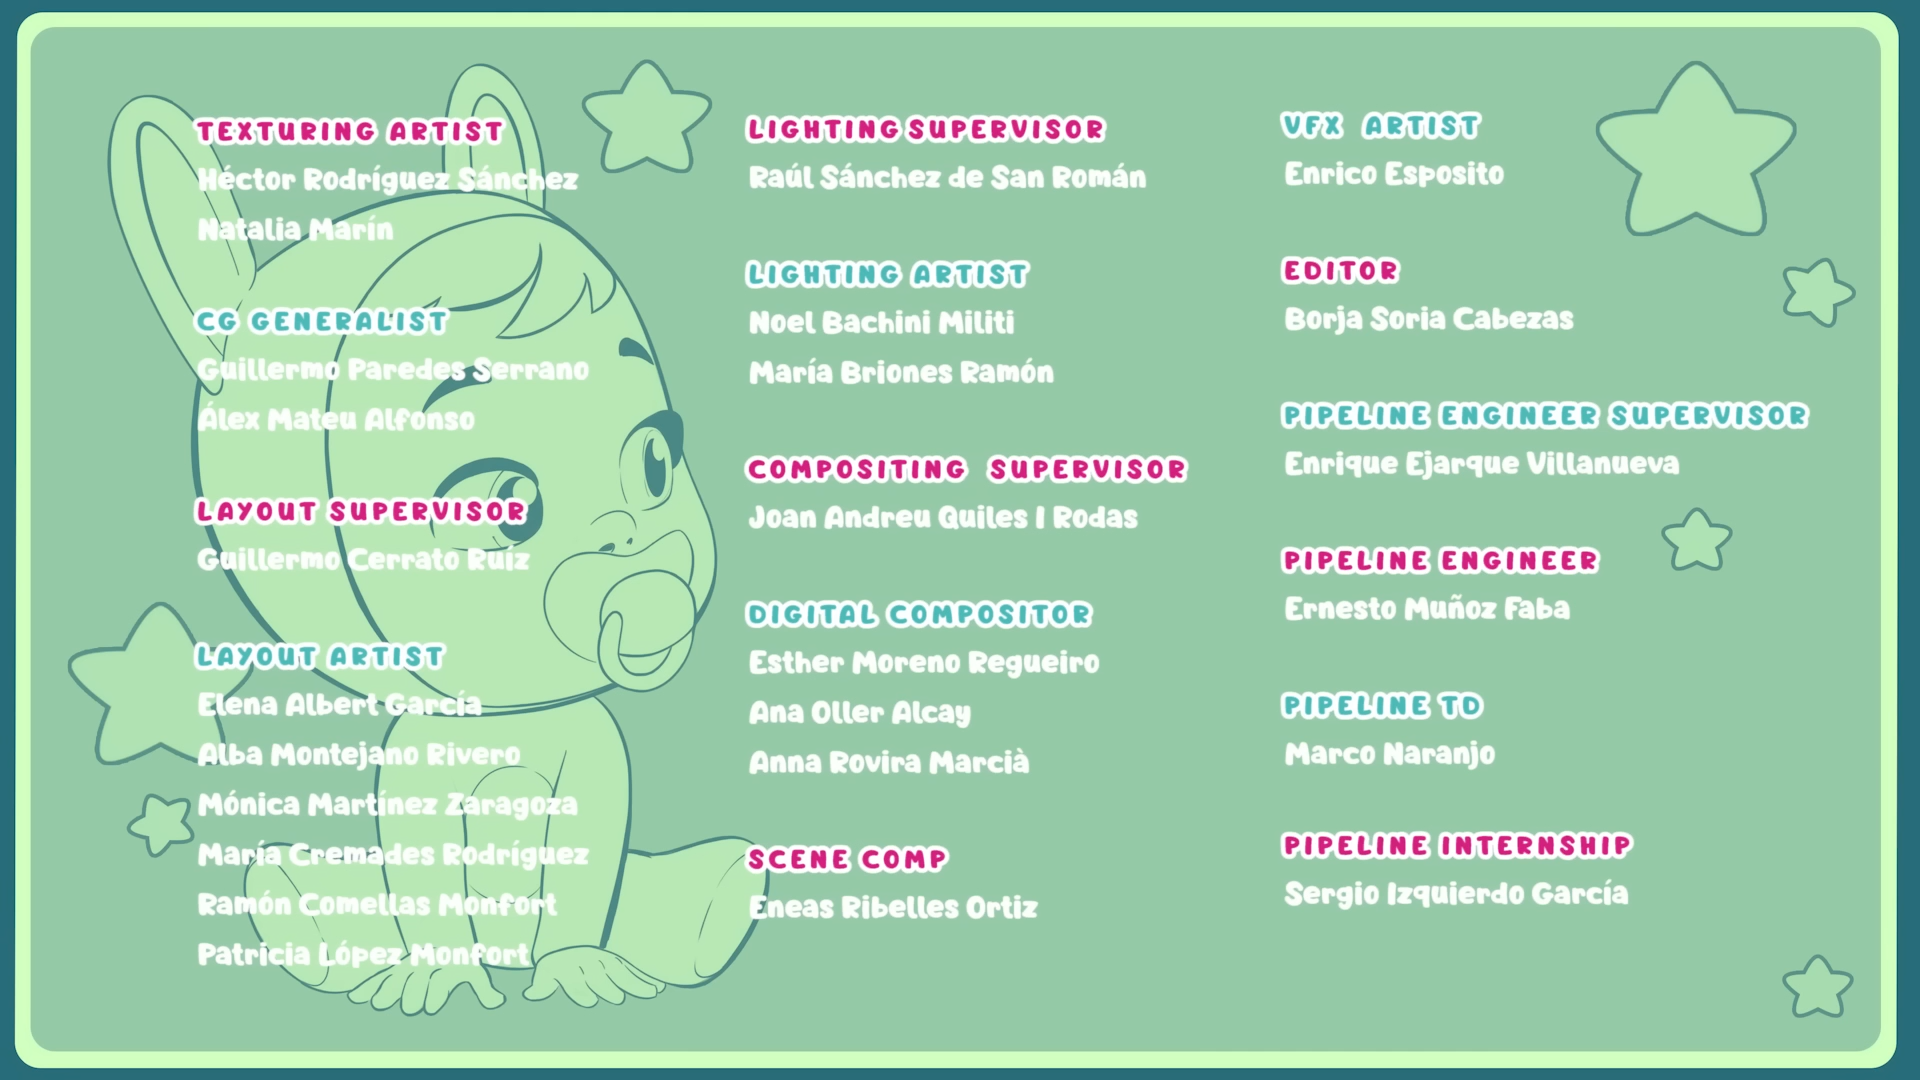 TEXTURING ARTIST
Héctor Rodríguez Sánchez
Natalia Marín
CG GENERALIST
Guillermo Paredes Serrano
Álex Mateu Alfonso
LAYOUT SUPERVISOR
Guillermo Cerrato Ruiz
LAYOUT ARTIST
Elena Albert García
Alba Montejano Rivero
Mónica Martínez Zaragoza
María Cremades Rodríguez
Ramón Comellas Monfort
Patricia López Monfort
LIGHTING SUPERVISOR
Raúl Sánchez de San Román
LIGHTING ARTIST
Noel Bachini Militi
María Briones Ramón
COMPOSITING SUPERVISOR
Joan Andreu Quiles I Rodas
DIGITAL COMPOSITOR
Esther Moreno Regueiro
Ana Oller Alcay
Anna Rovira Marcià
SCENE COMP
Eneas Ribelles Ortiz
VFX ARTIST
Enrico Esposito
EDITOR
Borja Soria Cabezas
PIPELINE ENGINEER SUPERVISOR
Enrique Ejarque Villanueva
PIPELINE ENGINEER
Ernesto Muñoz Faba
PIPELINE TD
Marco Naranjo
PIPELINE INTERNSHIP
Sergio Izquierdo García